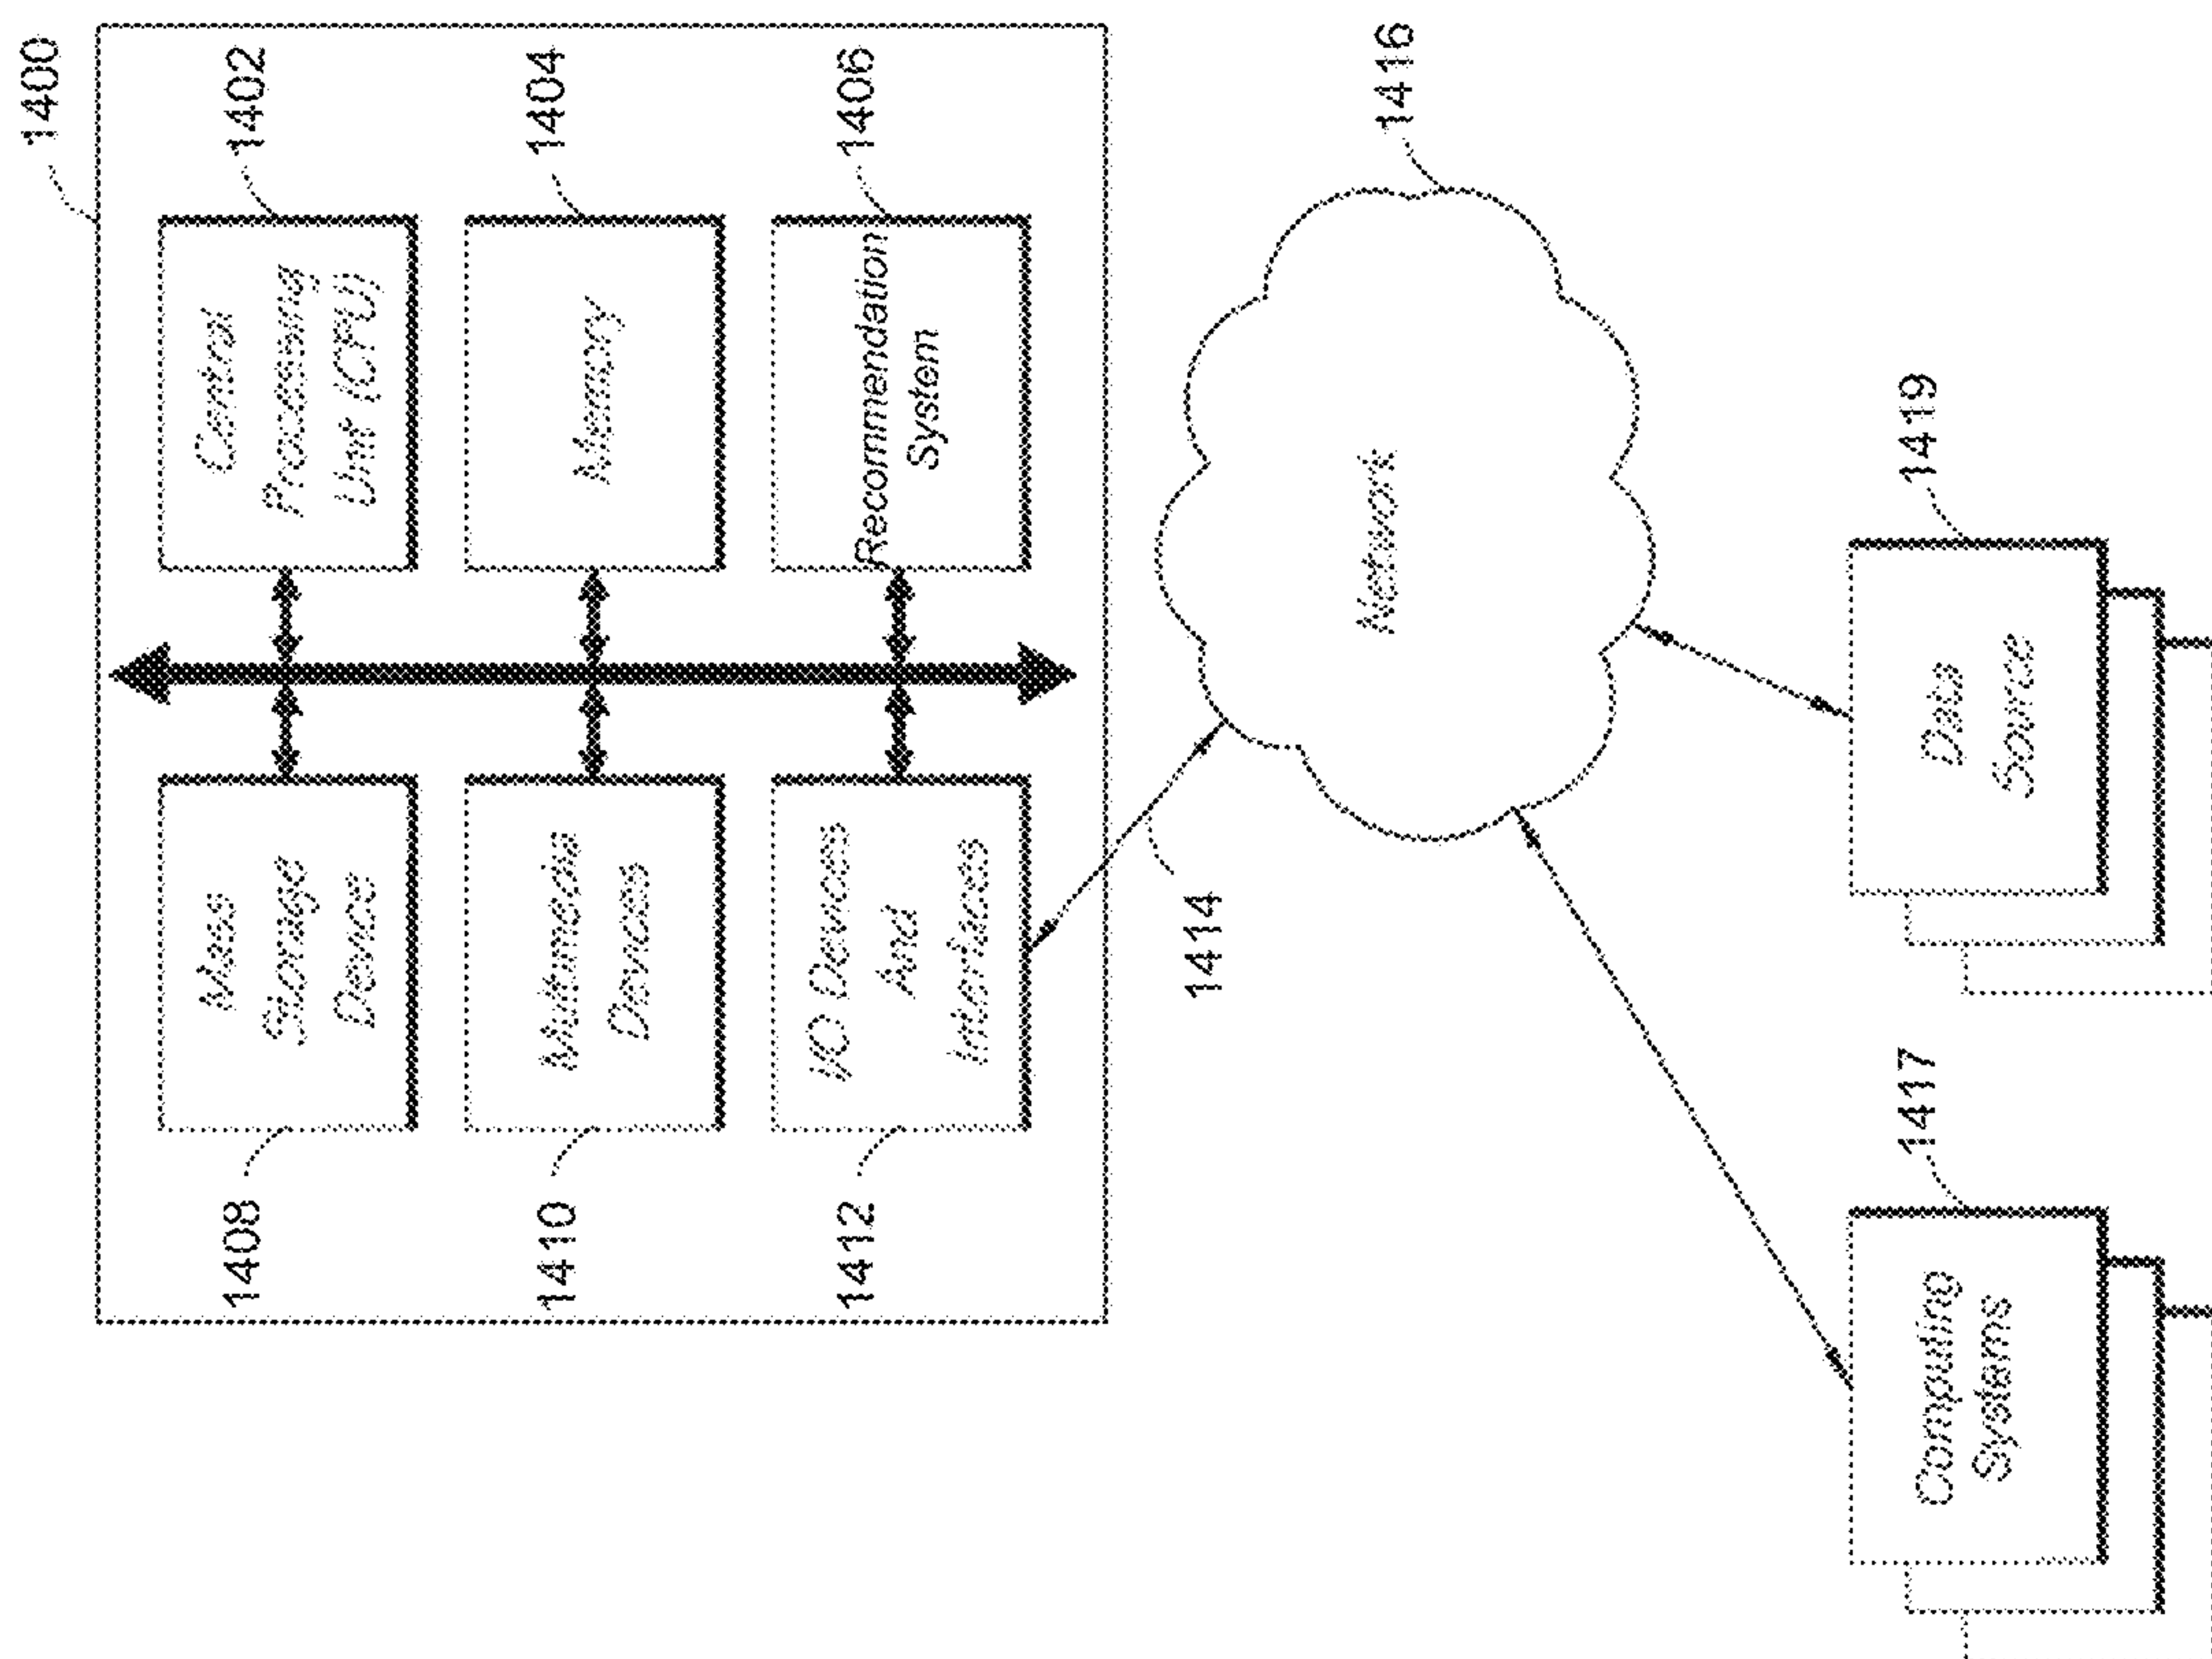 1400
1408
Mass
Storage
Device
Central
Processing
Unit (CPU)
1402
1410
Multimedia
Devices
Memory
1404
1412
I/O Devices
And
Interfaces
Recommendation
System
1406
1414
Network
1416
1417
Computing
Systems
1419
Data
Source